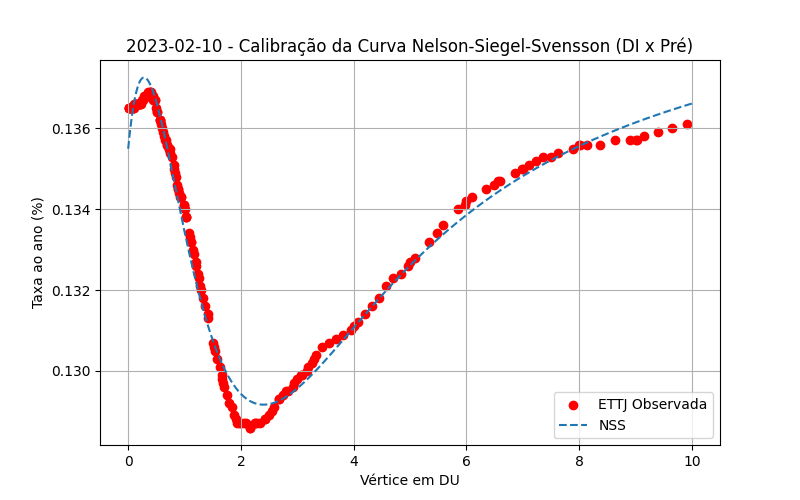 2023-02-10 - Calibração da Curva Nelson-Siegel-Svensson (DI x Pré)
Taxa ao ano (%)
0.136
0.134
0.132
0.130
ETTJ Observada
NSS
0 2 4 6 8 10
Vértice em DU